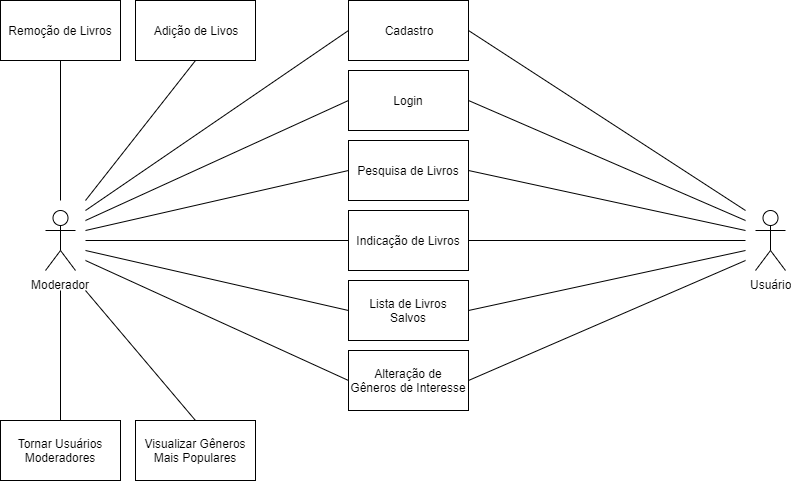 Remoção de Livros
Adição de Livos
Cadastro
Login
Pesquisa de Livros
Indicação de Livros
Moderador
Usuário
Lista de Livros
Salvos
Alteração de
Gêneros de Interesse
Tornar Usuários
Moderadores
Visualizar Gêneros
Mais Populares